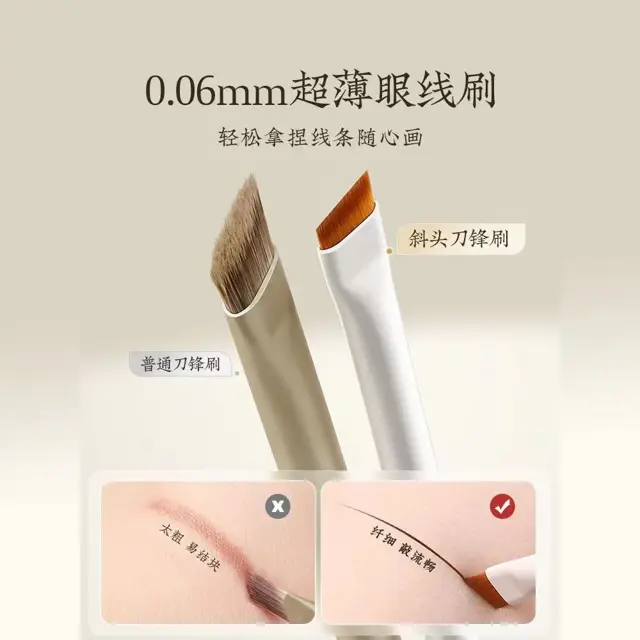 0.06mm超薄眼线刷
轻松拿捏线条随心画
斜头刀锋刷
普通刀锋刷
太粗 易结块
纤细 敲流畅